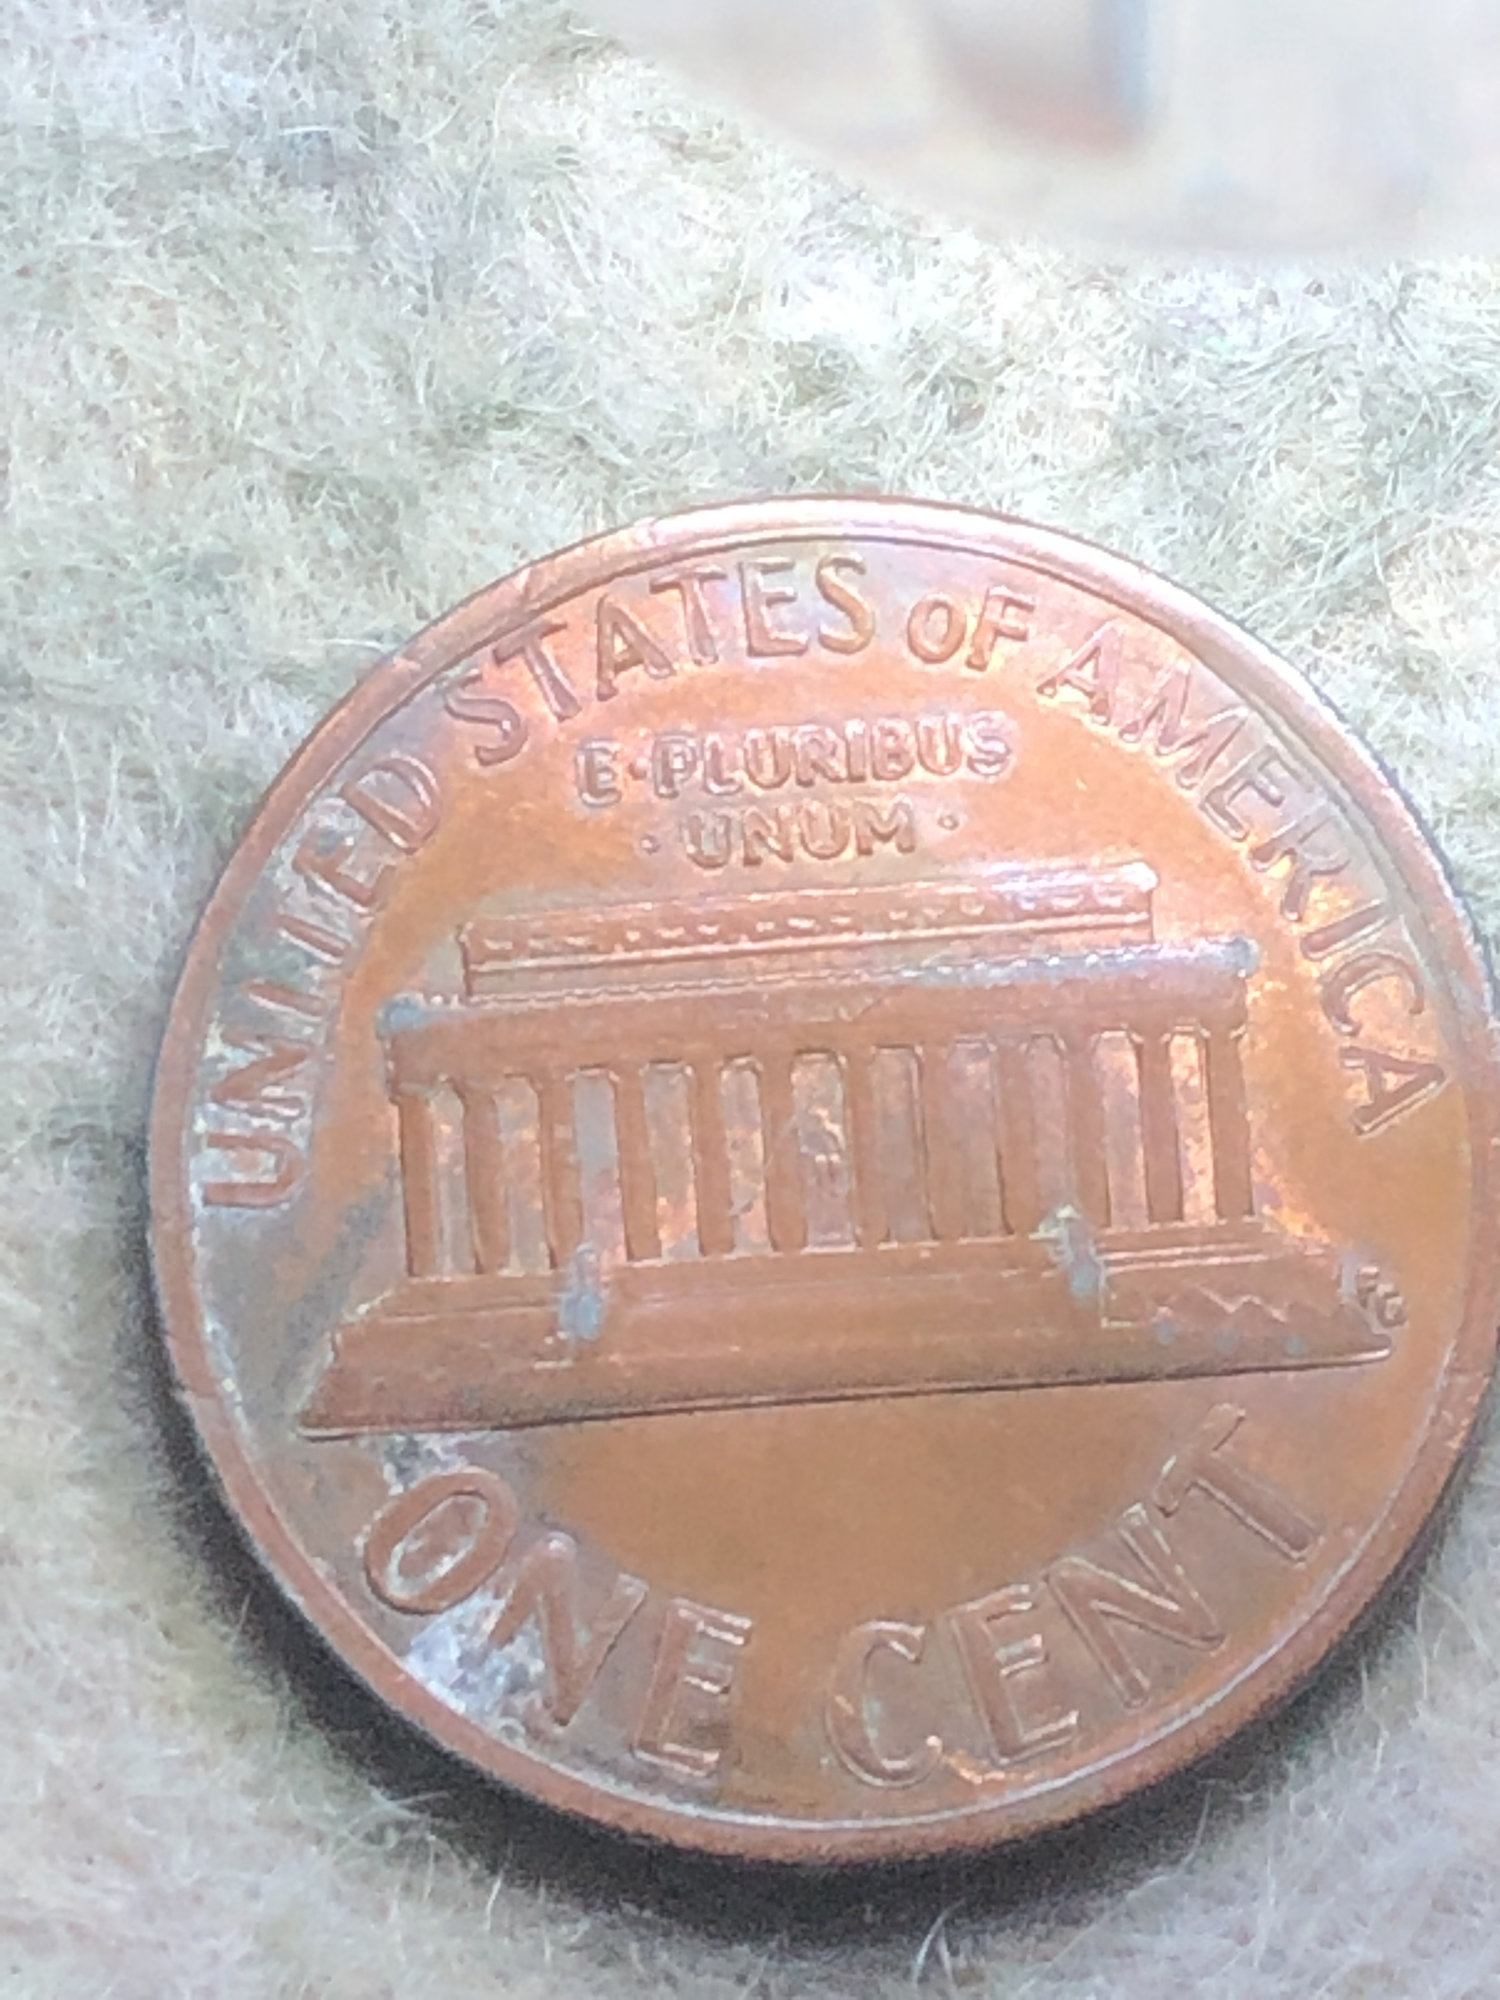 UNITED STATES OF AMERICA
E·PLURIBUS
·UNUM·
FG
ONE CENT